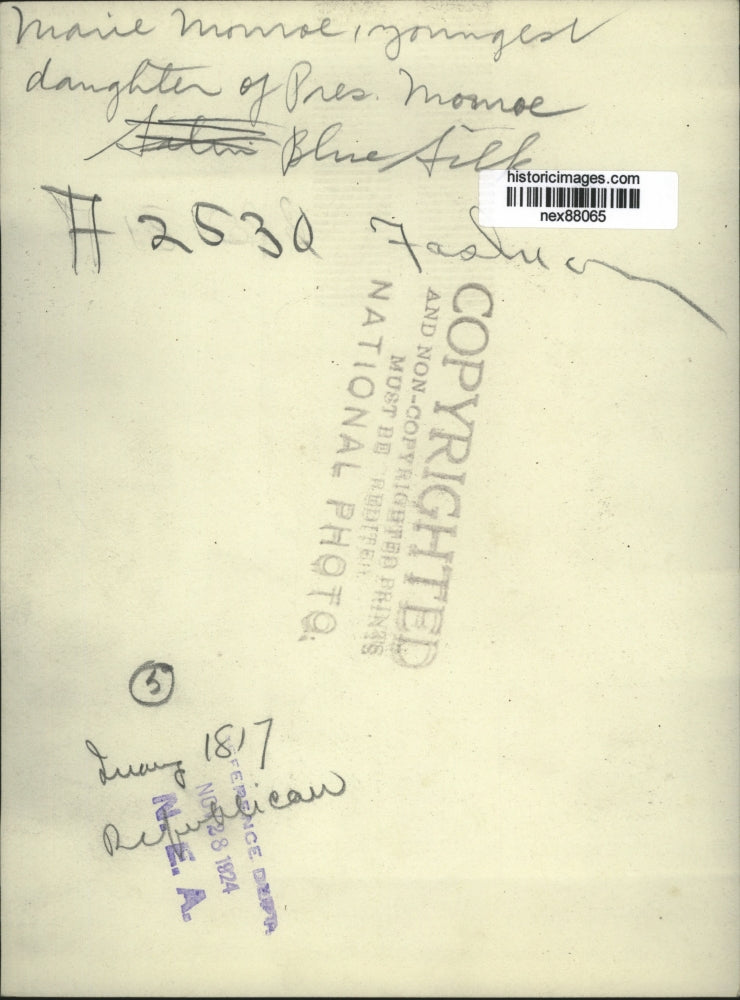 Marie Monroe, youngest
daughter of Pres. Monroe
Satin Blue Silk
historicimages.com
nex88065
# 2530 Fashion
COPYRIGHTED
AND NON-COPYRIGHTED PRINTS
MUST BE CREDITED
NATIONAL PHOTO.
5
1817
Republican
REFERENCE DEPT.
NOV 28 1924
N. E. A.